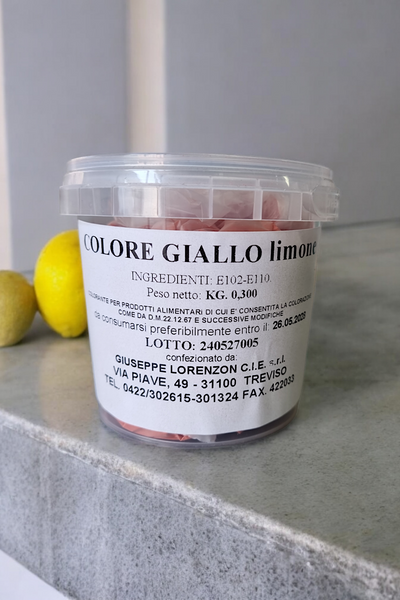 COLORE GIALLO limone
INGREDIENTI: E102-E110.
Peso netto: KG. 0,300
COLORANTE PER PRODOTTI ALIMENTARI DI CUI E' CONSENTITA LA COLORAZIONE
COME DA D.M.22.12.67 E SUCCESSIVE MODIFICHE
da consumarsi preferibilmente entro il: 26.05.2026
LOTTO: 240527005
confezionato da:
GIUSEPPE LORENZON C.I.E. s.r.l.
VIA PIAVE, 49 - 31100 TREVISO
TEL. 0422/302615-301324 FAX. 422033